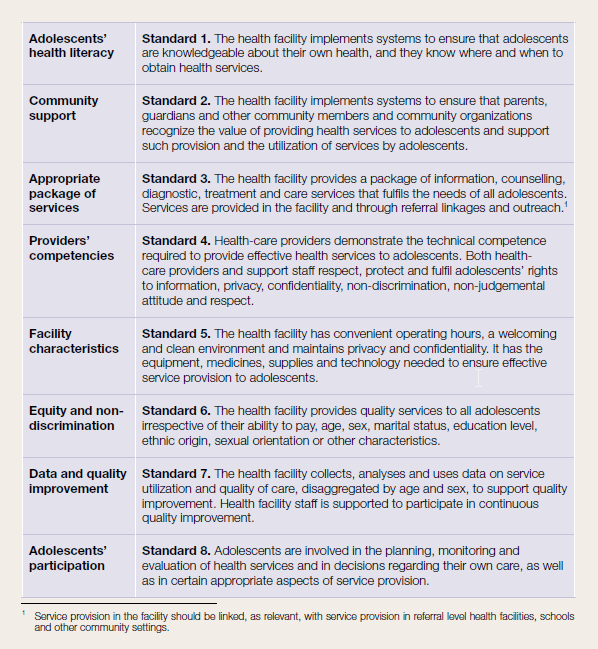 Adolescents'
health literacy
Standard 1. The health facility implements systems to ensure that adolescents
are knowledgeable about their own health, and they know where and when to
obtain health services.
Community
support
Standard 2. The health facility implements systems to ensure that parents,
guardians and other community members and community organizations
recognize the value of providing health services to adolescents and support
such provision and the utilization of services by adolescents.
Appropriate
package of
services
Standard 3. The health facility provides a package of information, counselling,
diagnostic, treatment and care services that fulfils the needs of all adolescents.
Services are provided in the facility and through referral linkages and outreach.1
Providers'
competencies
Standard 4. Health-care providers demonstrate the technical competence
required to provide effective health services to adolescents. Both health-
care providers and support staff respect, protect and fulfil adolescents' rights
to information, privacy, confidentiality, non-discrimination, non-judgemental
attitude and respect.
Facility
characteristics
Standard 5. The health facility has convenient operating hours, a welcoming
and clean environment and maintains privacy and confidentiality. It has the
equipment, medicines, supplies and technology needed to ensure effective
service provision to adolescents.
Equity and non-
discrimination
Standard 6. The health facility provides quality services to all adolescents
irrespective of their ability to pay, age, sex, marital status, education level,
ethnic origin, sexual orientation or other characteristics.
Data and quality
improvement
Standard 7. The health facility collects, analyses and uses data on service
utilization and quality of care, disaggregated by age and sex, to support quality
improvement. Health facility staff is supported to participate in continuous
quality improvement.
Adolescents'
participation
Standard 8. Adolescents are involved in the planning, monitoring and
evaluation of health services and in decisions regarding their own care, as well
as in certain appropriate aspects of service provision.
1 Service provision in the facility should be linked, as relevant, with service provision in referral level health facilities, schools
and other community settings.